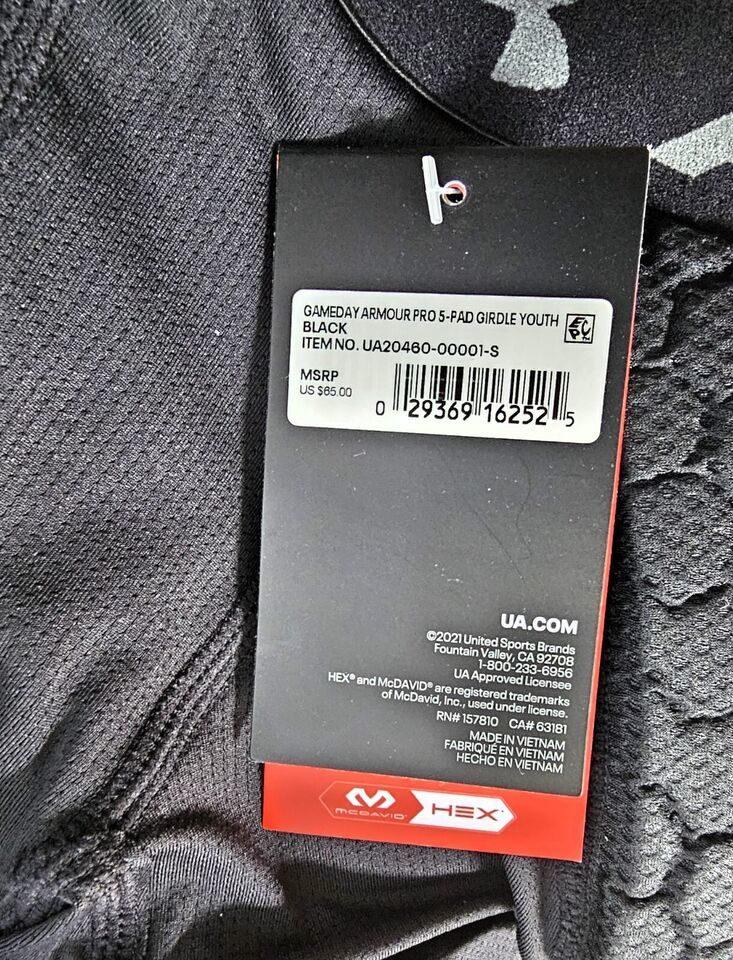 GAMEDAY ARMOUR PRO 5-PAD GIRDLE YOUTH
BLACK
ITEM NO. UA20460-00001-S
MSRP
US $65.00
0 29369 16252 5
UA.COM
©2021 United Sports Brands
Fountain Valley, CA 92708
1-800-233-6956
UA Approved Licensee
HEX® and McDAVID® are registered trademarks
of McDavid, Inc., used under license.
RN# 157810 CA# 63181
MADE IN VIETNAM
FABRIQUÉ EN VIETNAM
HECHO EN VIETNAM
MCDAVID® HEX®